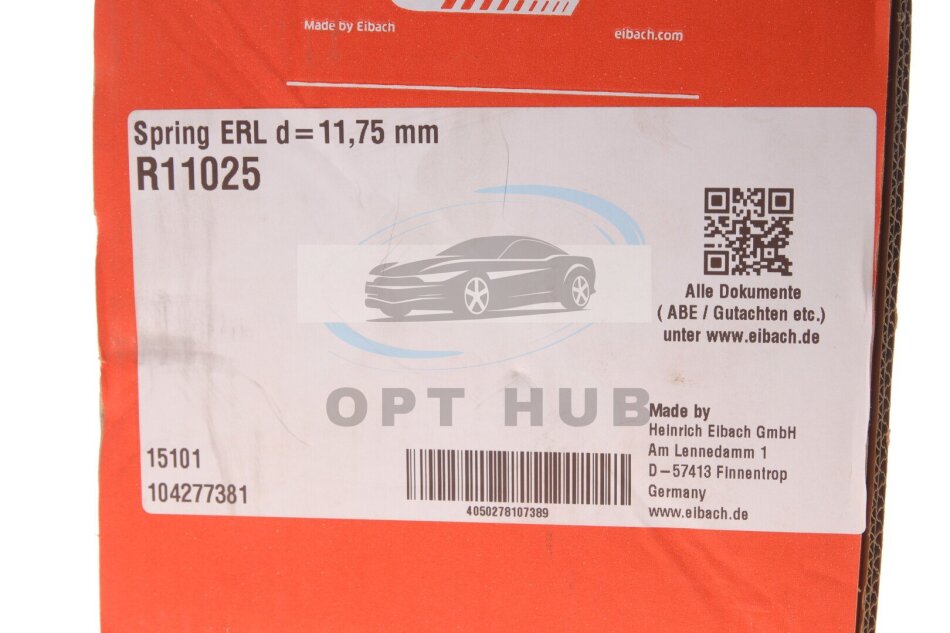 Made by Eibach
eibach.com
Spring ERL d=11,75 mm
R11025
Alle Dokumente
( ABE / Gutachten etc.)
unter www.eibach.de
OPT HUB
Made by
Heinrich Eibach GmbH
Am Lennedamm 1
D-57413 Finnentrop
Germany
www.eibach.de
15101
104277381
4050278107389